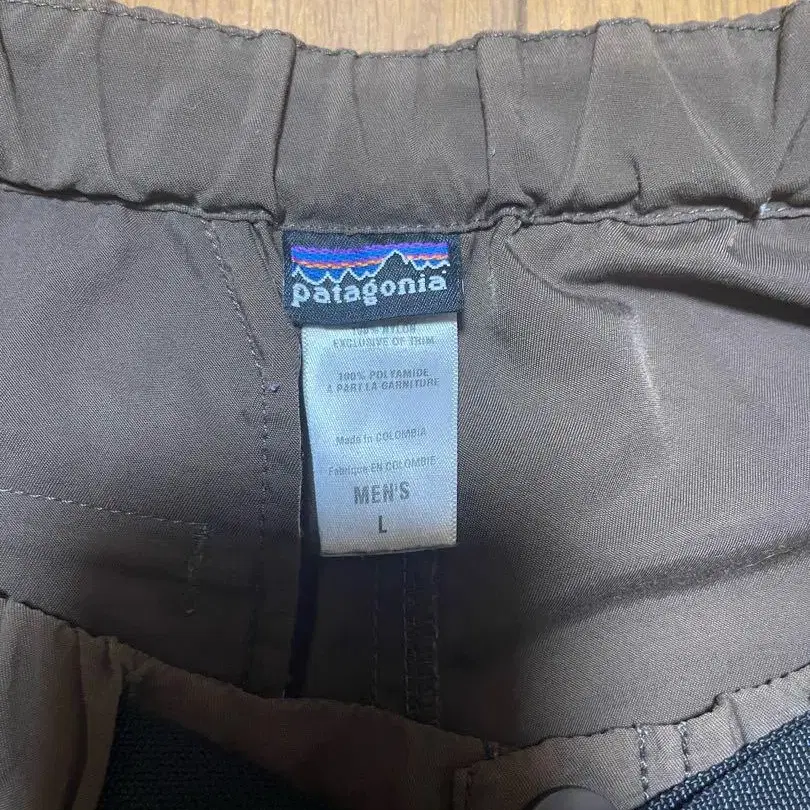 patagonia
100% NYLON
EXCLUSIVE OF TRIM
100% POLYAMIDE
A PART LA GARNITURE
Made in COLOMBIA
Fabriqué EN COLOMBIE
MEN'S
L